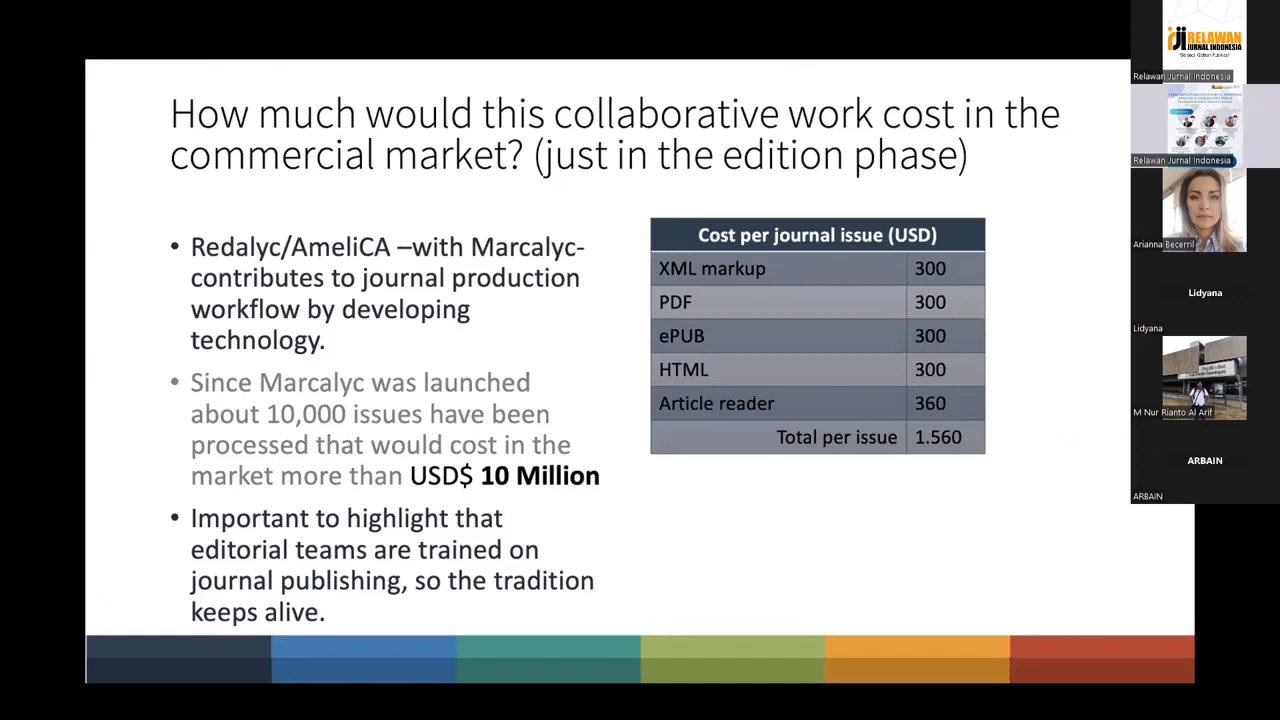 How much would this collaborative work cost in the
commercial market? (just in the edition phase)
• Redalyc/AmeliCA –with Marcalyc-
contributes to journal production
workflow by developing
technology.
• Since Marcalyc was launched
about 10,000 issues have been
processed that would cost in the
market more than USD$ 10 Million
• Important to highlight that
editorial teams are trained on
journal publishing, so the tradition
keeps alive.
Cost per journal issue (USD)
XML markup 300
PDF 300
ePUB 300
HTML 300
Article reader 360
Total per issue 1.560
RELAWAN
JURNAL INDONESIA
Relawan Jurnal Indonesia
Relawan Jurnal Indonesia
Arianna Becerril
Lidyana
Lidyana
M Nur Rianto Al Arif
ARBAIN
ARBAIN